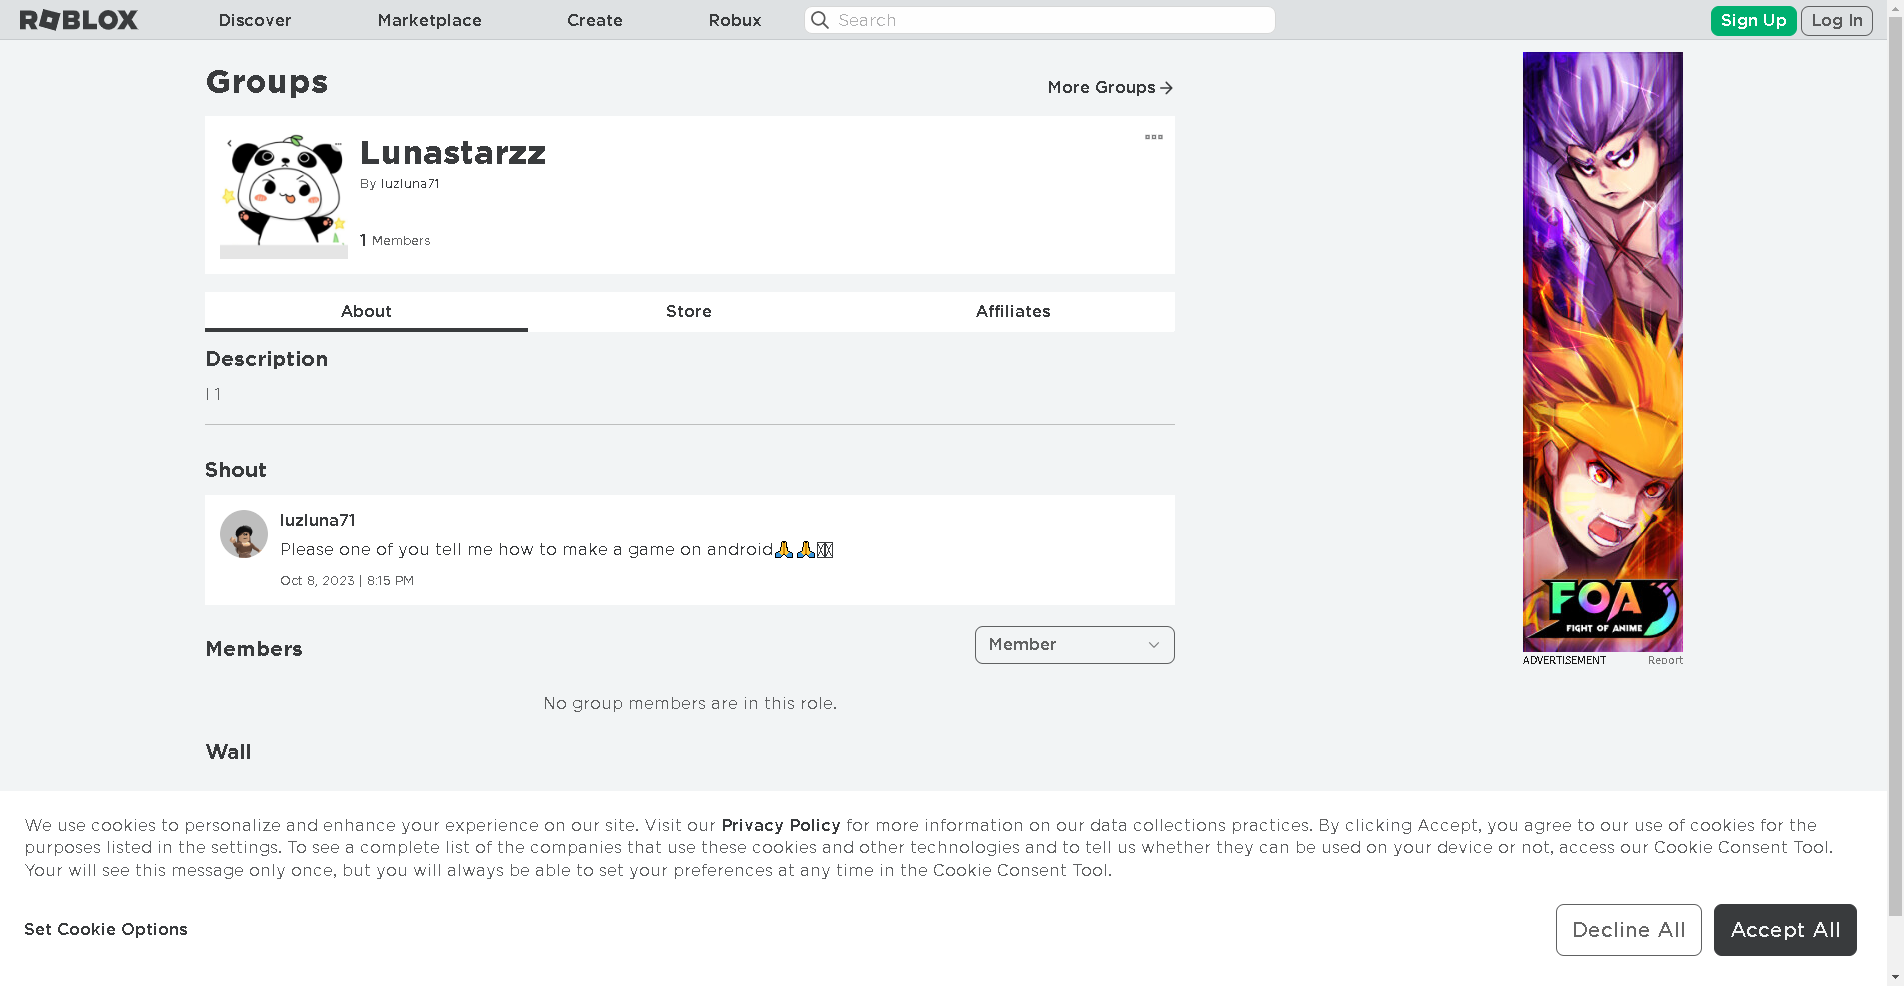 ROBLOX Discover Marketplace Create Robux Search Sign Up Log In
Groups
More Groups
Lunastarzz
By luzluna71
1 Members
About Store Affiliates
Description
l 1
Shout
luzluna71
Please one of you tell me how to make a game on android🙏🙏
Oct 8, 2023 | 8:15 PM
Members
Member
No group members are in this role.
Wall
FOA
FIGHT OF ANIME
ADVERTISEMENT Report
We use cookies to personalize and enhance your experience on our site. Visit our Privacy Policy for more information on our data collections practices. By clicking Accept, you agree to our use of cookies for the
purposes listed in the settings. To see a complete list of the companies that use these cookies and other technologies and to tell us whether they can be used on your device or not, access our Cookie Consent Tool.
Your will see this message only once, but you will always be able to set your preferences at any time in the Cookie Consent Tool.
Set Cookie Options
Decline All Accept All